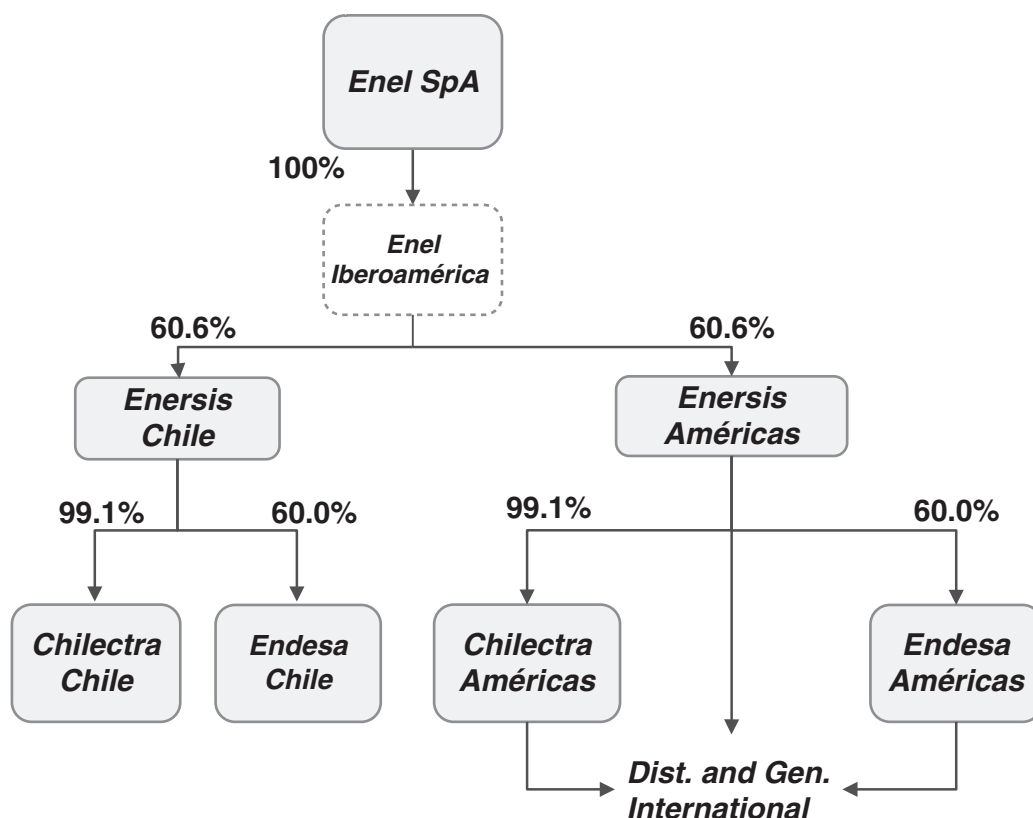 Enel SpA
100%
Enel
Iberoamérica
60.6%
60.6%
Enersis
Chile
Enersis
Américas
99.1%
60.0%
99.1%
60.0%
Chilectra
Chile
Endesa
Chile
Chilectra
Américas
Endesa
Américas
Dist. and Gen.
International